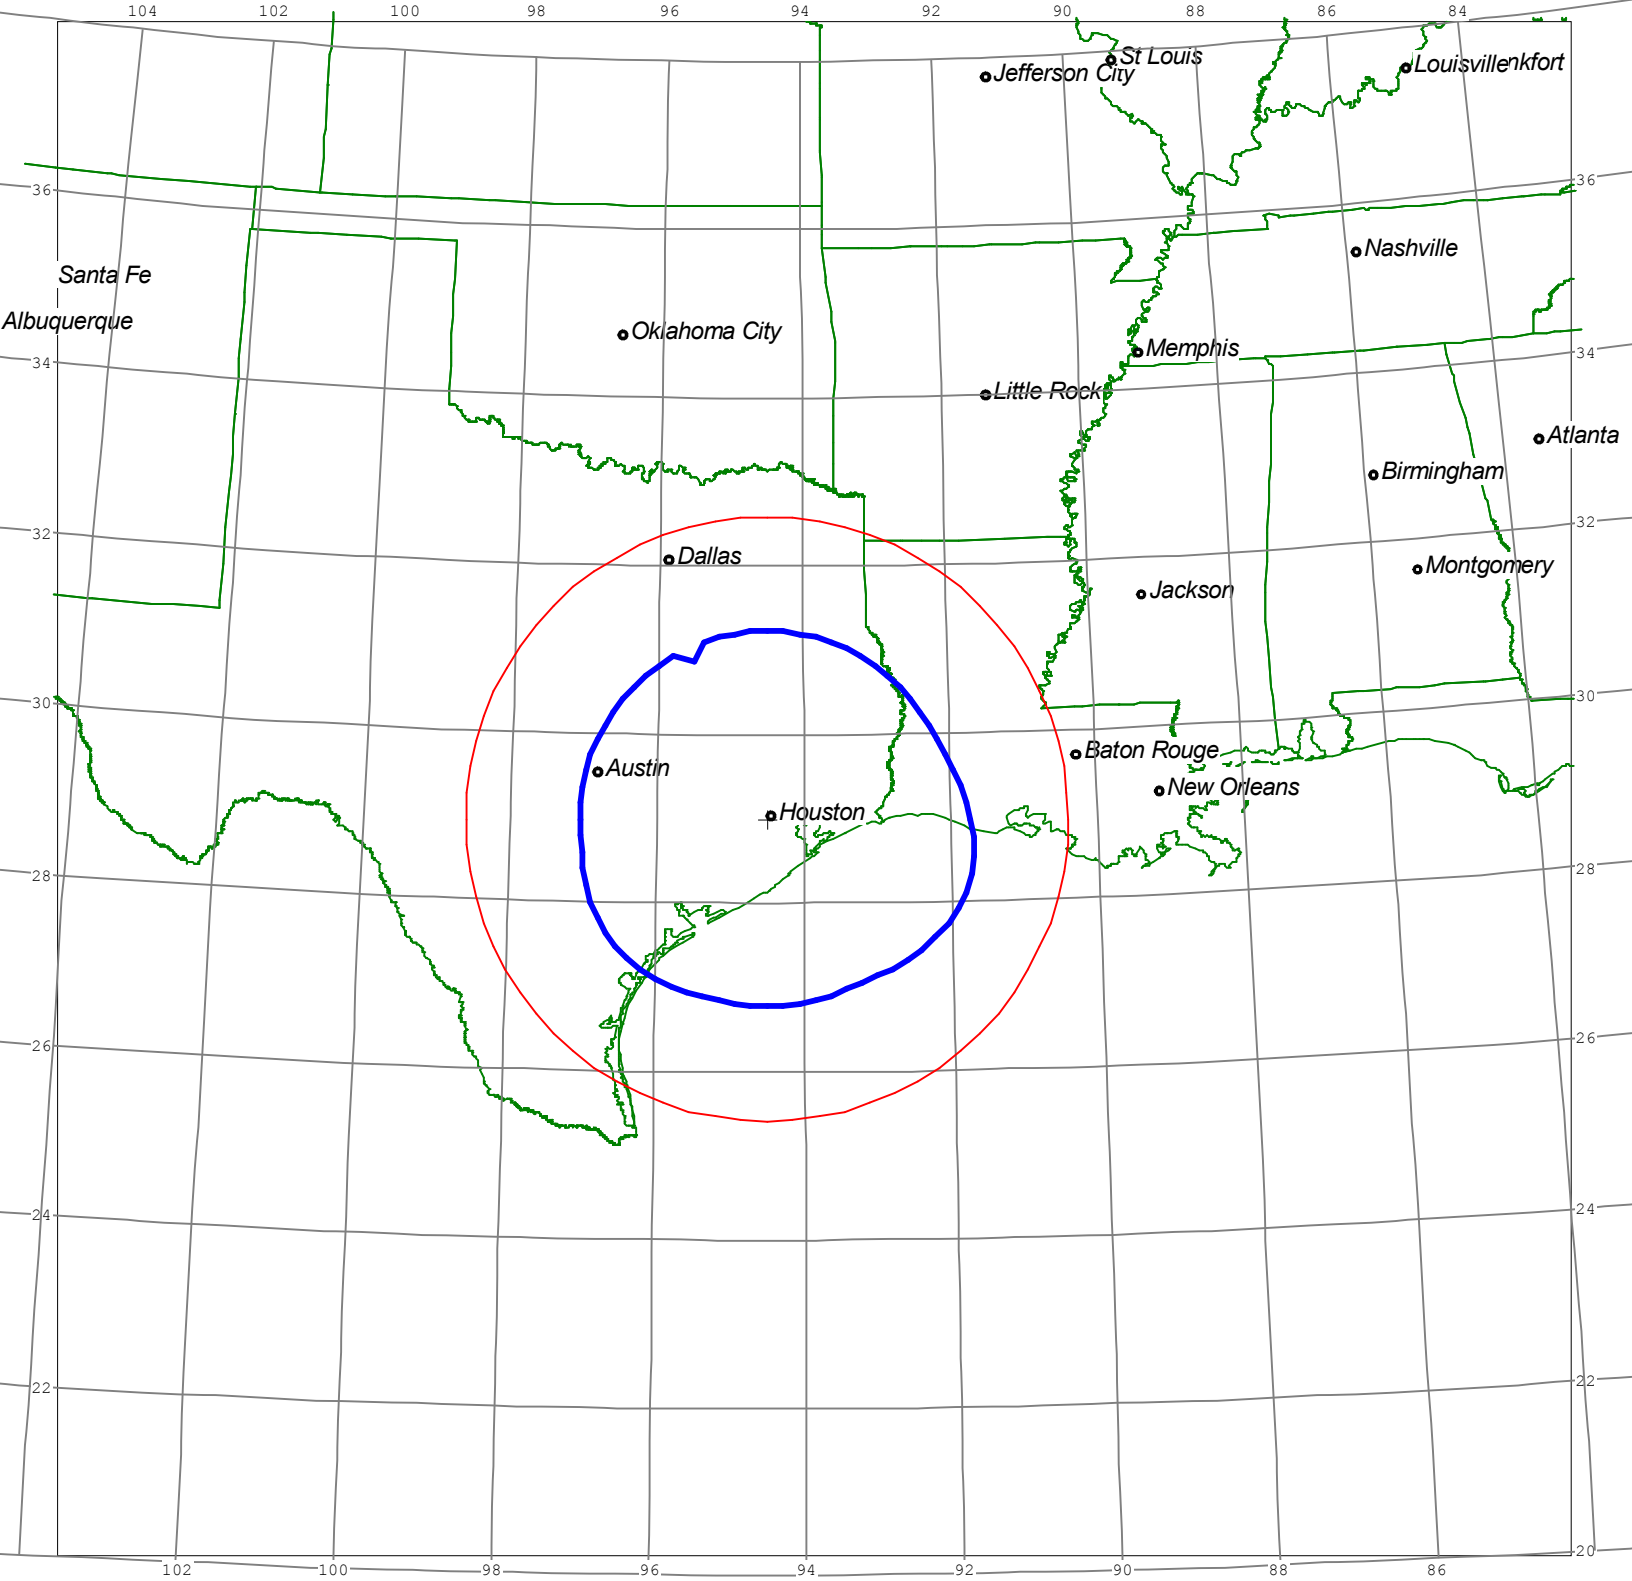 104 102 100 98 96 94 92 90 88 86 84
St Louis
Jefferson City
Louisville nkfort
36 36
Nashville
Santa Fe
Albuquerque
Oklahoma City
Memphis
34 34
Little Rock
Atlanta
Birmingham
32 32
Dallas
Montgomery
Jackson
30 30
Baton Rouge
Austin
New Orleans
Houston
28 28
26 26
24 24
22 22
20
102 100 98 96 94 92 90 88 86